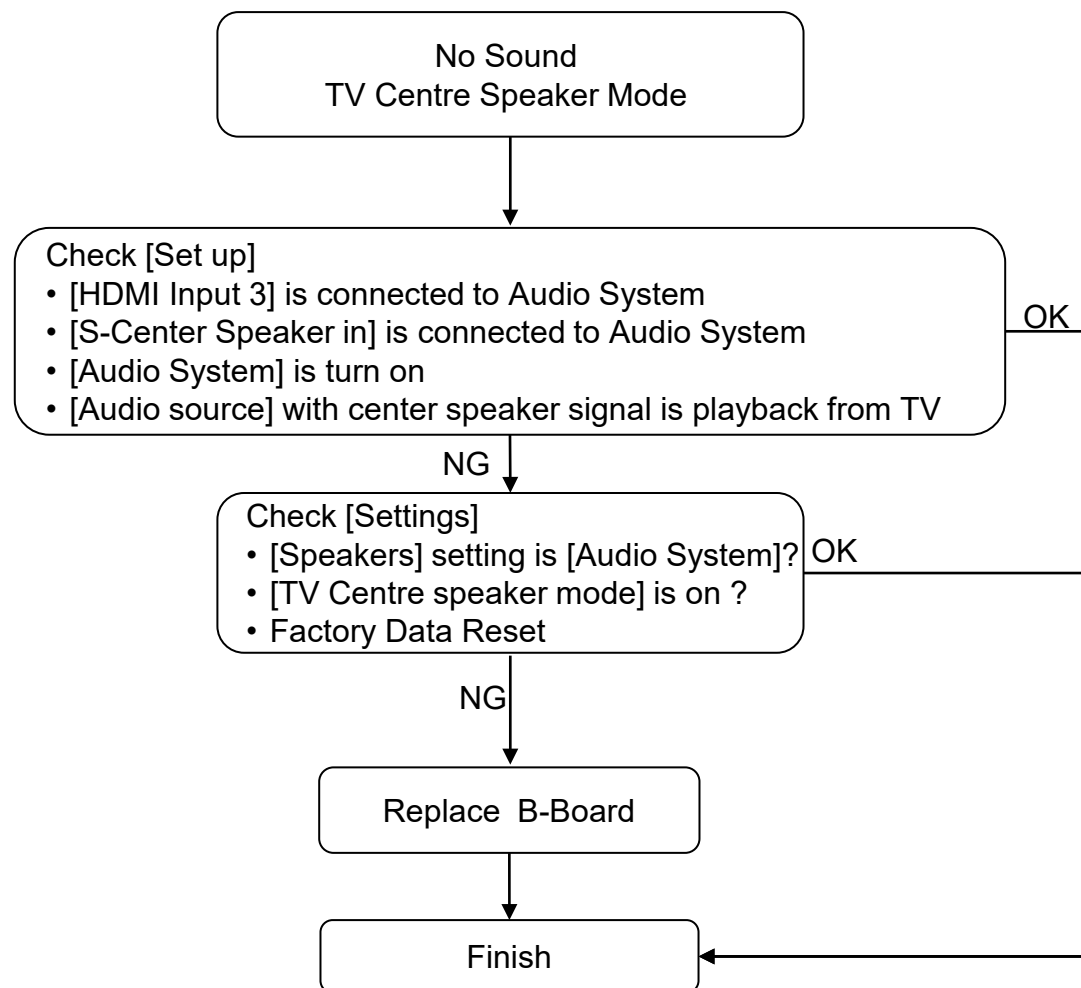 No Sound
TV Centre Speaker Mode
Check [Set up]
• [HDMI Input 3] is connected to Audio System
• [S-Center Speaker in] is connected to Audio System
• [Audio System] is turn on
• [Audio source] with center speaker signal is playback from TV
OK
NG
Check [Settings]
• [Speakers] setting is [Audio System]?
• [TV Centre speaker mode] is on ?
• Factory Data Reset
OK
NG
Replace B-Board
Finish